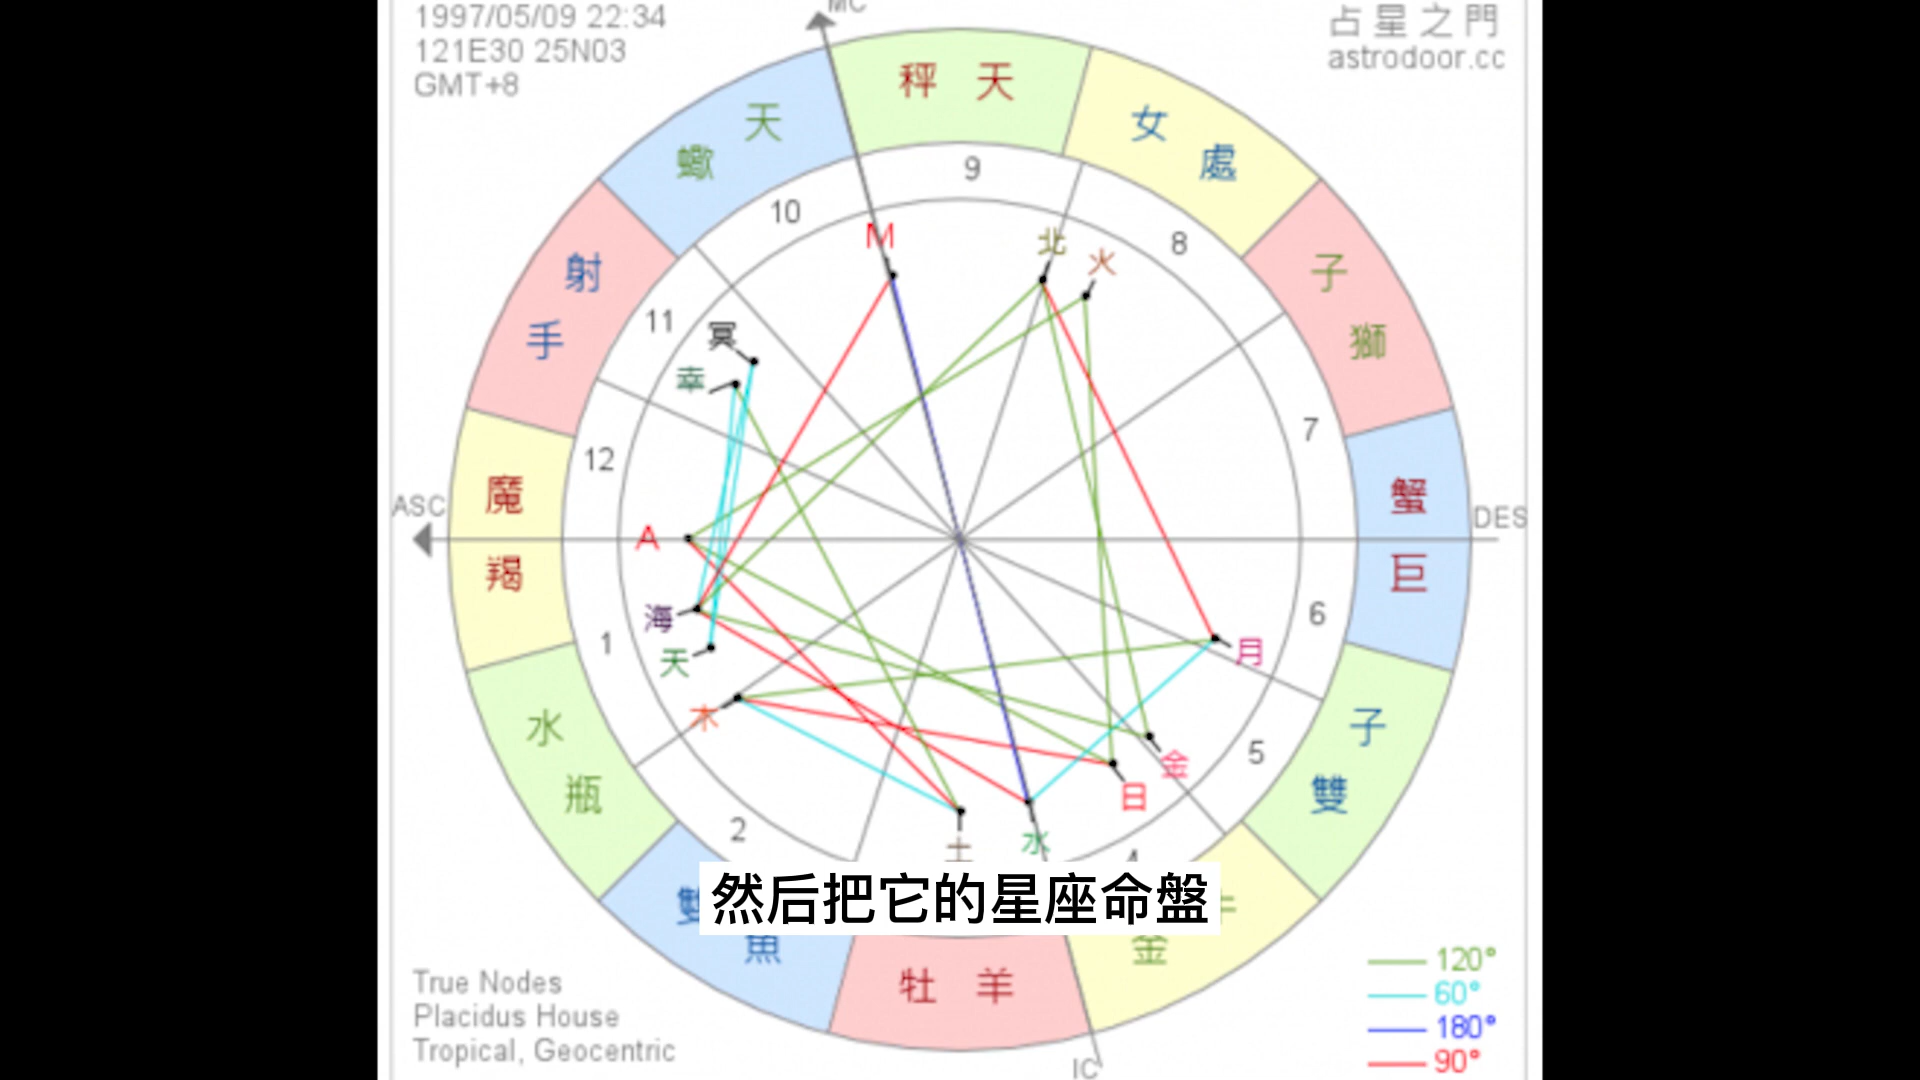 MC
1997/05/09 22:34
121E30 25N03
GMT+8
占星之門
astrodoor.cc
秤 天
天
蠍
女
處
射
手
子
獅
魔
羯
蟹
巨
水
瓶
子
雙
雙
魚
牡 羊
金
9
10
8
11
7
12
6
1
5
2
4
M
北
火
冥
幸
ASC
DES
A
海
天
木
月
金
日
水
土
然后把它的星座命盤
True Nodes
Placidus House
Tropical, Geocentric
IC
120°
60°
180°
90°